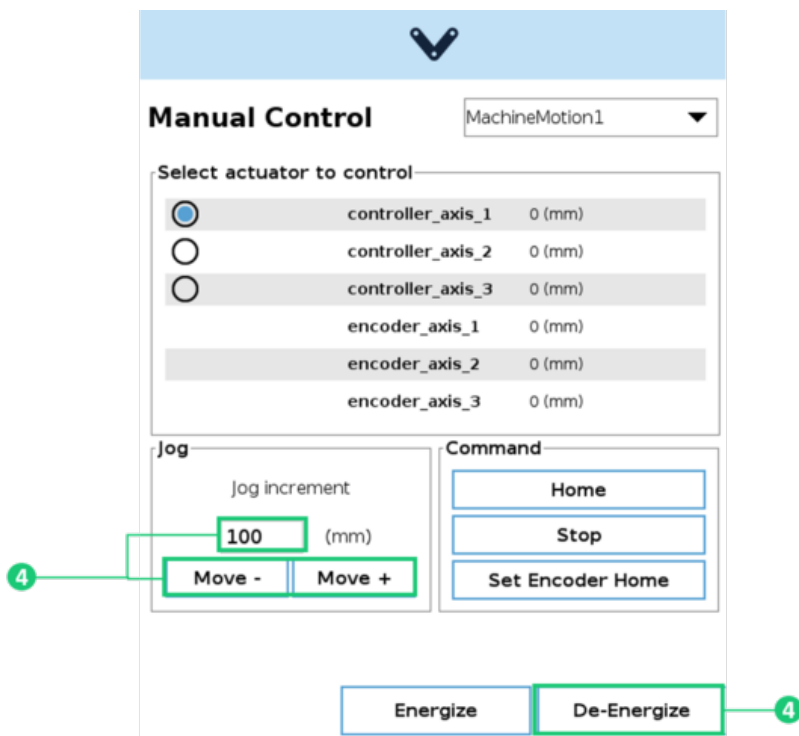 Manual Control
MachineMotion1
Select actuator to control
controller_axis_1 0 (mm)
controller_axis_2 0 (mm)
controller_axis_3 0 (mm)
encoder_axis_1 0 (mm)
encoder_axis_2 0 (mm)
encoder_axis_3 0 (mm)
Jog
Jog increment
100 (mm)
4
Move - Move +
Command
Home
Stop
Set Encoder Home
Energize De-Energize
4